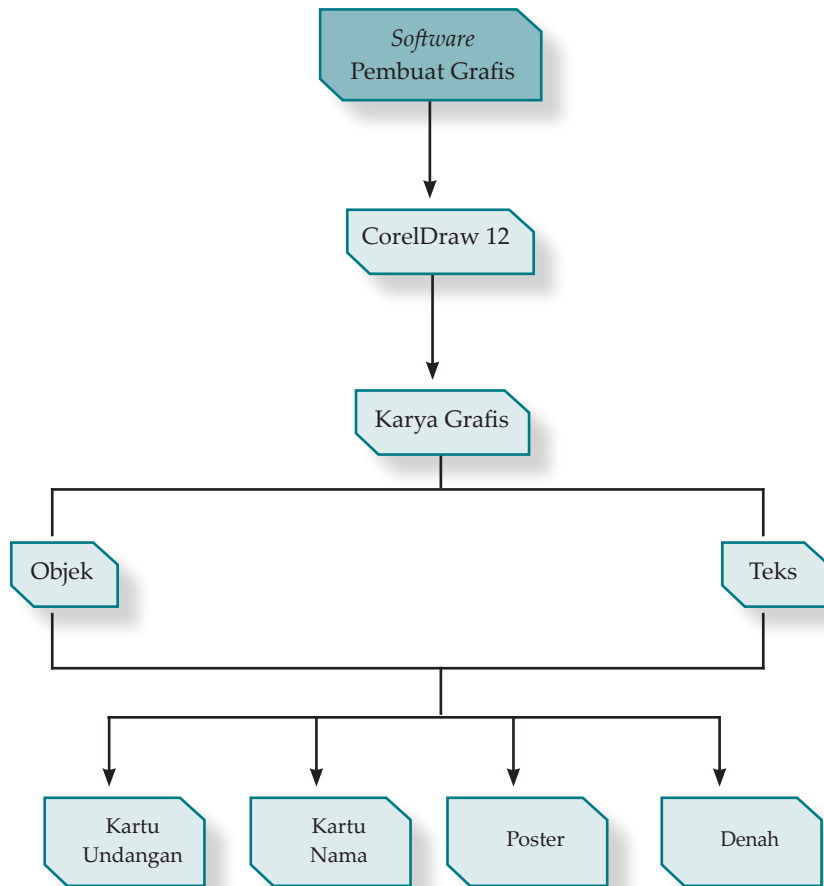 Software
Pembuat Grafis
CorelDraw 12
Karya Grafis
Objek
Teks
Kartu
Undangan
Kartu
Nama
Poster
Denah